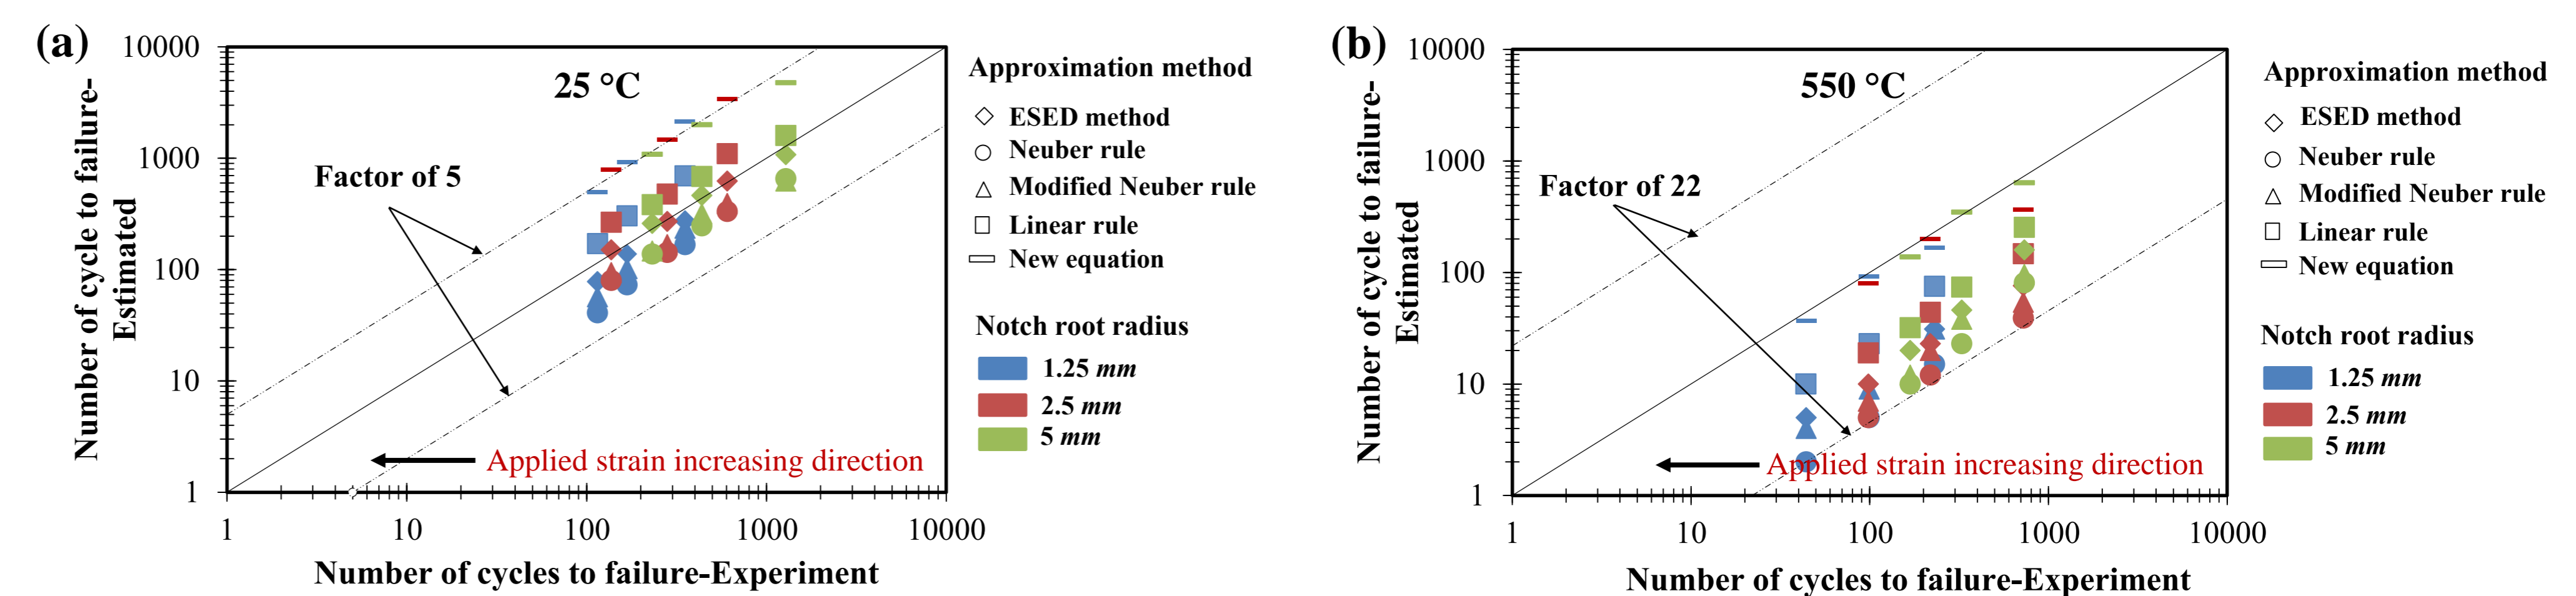 (a)
Number of cycle to failure-
Estimated
10000
1000
100
10
1
25 °C
Factor of 5
Applied strain increasing direction
1
10
100
1000
10000
Number of cycles to failure-Experiment
Approximation method
ESED method
Neuber rule
Modified Neuber rule
Linear rule
New equation
Notch root radius
1.25 mm
2.5 mm
5 mm
(b)
Number of cycle to failure-
Estimated
10000
1000
100
10
1
550 °C
Factor of 22
Applied strain increasing direction
1
10
100
1000
10000
Number of cycles to failure-Experiment
Approximation method
ESED method
Neuber rule
Modified Neuber rule
Linear rule
New equation
Notch root radius
1.25 mm
2.5 mm
5 mm